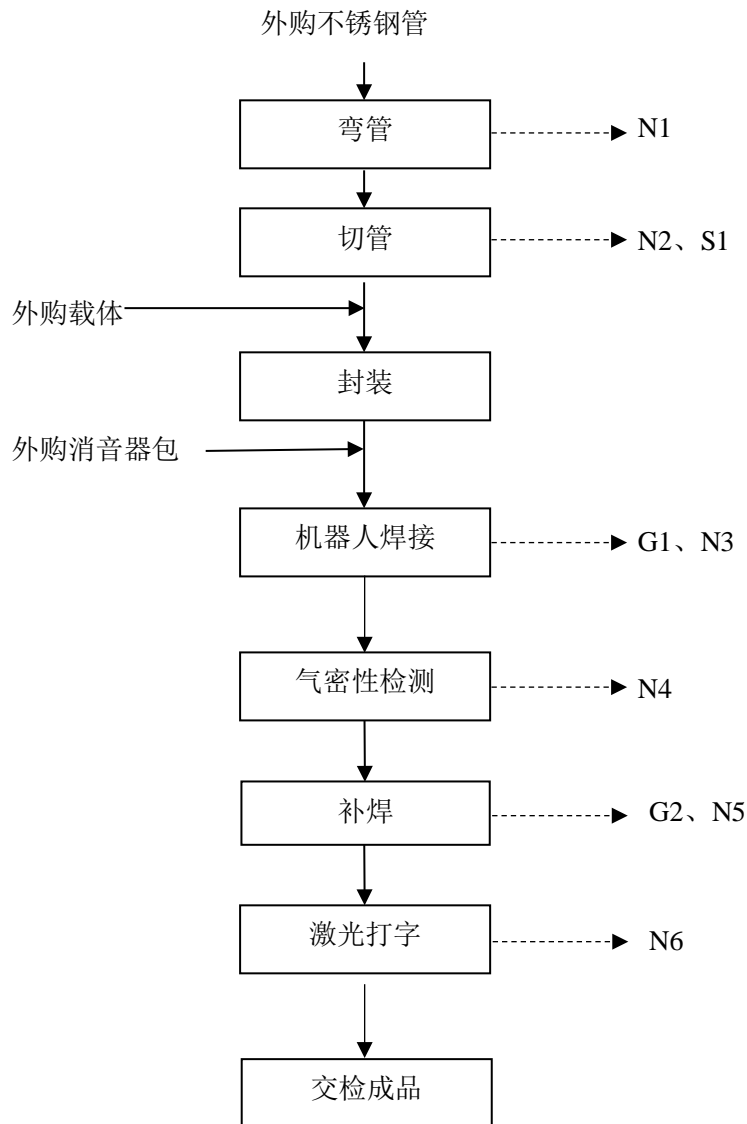 外购不锈钢管
弯管
N1
切管
N2、S1
外购载体
封装
外购消音器包
机器人焊接
G1、N3
气密性检测
N4
补焊
G2、N5
激光打字
N6
交检成品